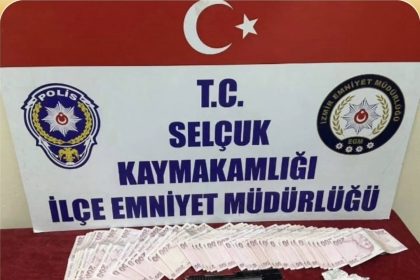 T.C.
SELÇUK
KAYMAKAMLIĞI
İLÇE EMNİYET MÜDÜRLÜĞÜ
POLİS
İZMİR EMNİYET MÜDÜRLÜĞÜ
EGM